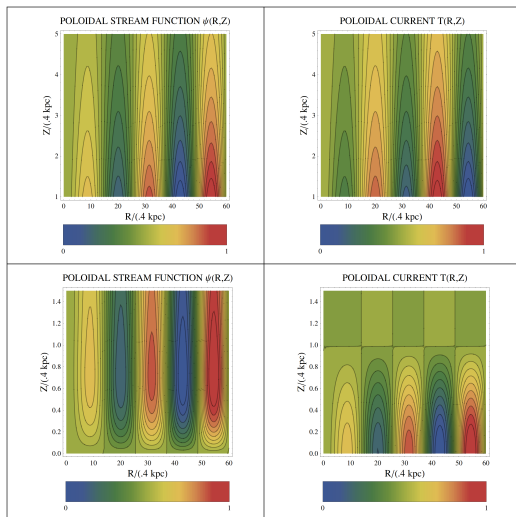 POLOIDAL STREAM FUNCTION ψ(R,Z)
Z/(.4 kpc)
5
4
3
2
1
0 10 20 30 40 50 60
R/(.4 kpc)
0 1
POLOIDAL CURRENT T(R,Z)
Z/(.4 kpc)
5
4
3
2
1
0 10 20 30 40 50 60
R/(.4 kpc)
0 1
POLOIDAL STREAM FUNCTION ψ(R,Z)
Z/(.4 kpc)
1.4
1.2
1.0
0.8
0.6
0.4
0.2
0.0
0 10 20 30 40 50 60
R/(.4 kpc)
0 1
POLOIDAL CURRENT T(R,Z)
Z/(.4 kpc)
1.4
1.2
1.0
0.8
0.6
0.4
0.2
0.0
0 10 20 30 40 50 60
R/(.4 kpc)
0 1